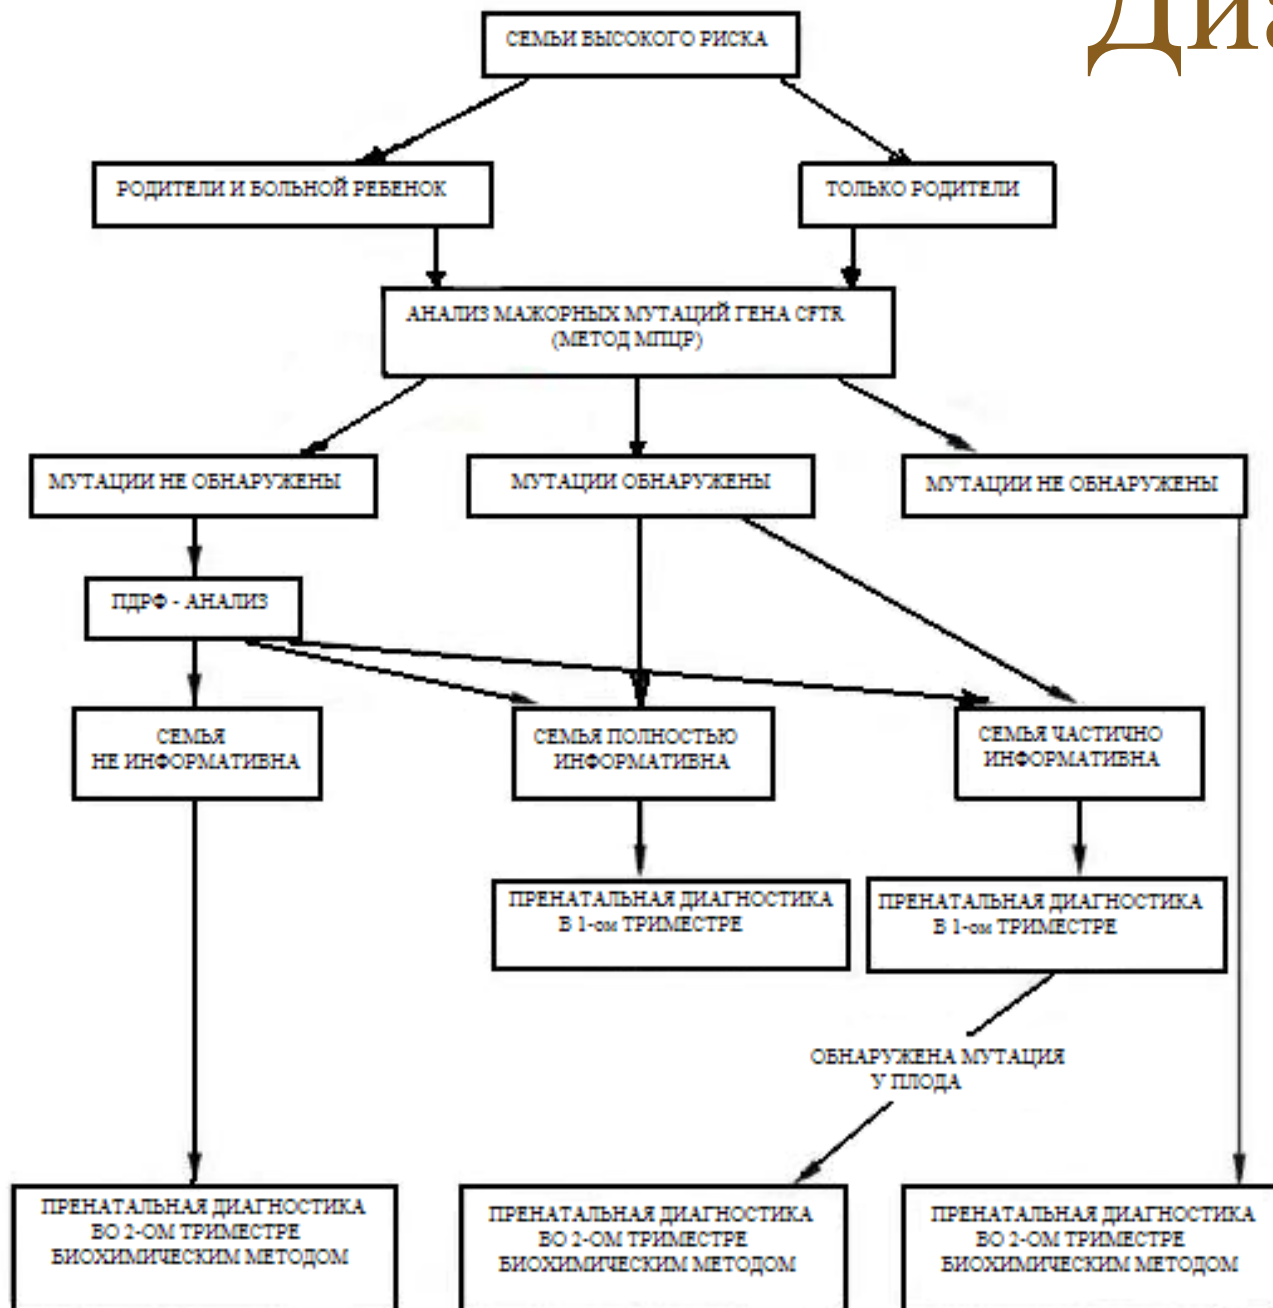 Диа
СЕМЬИ ВЫСОКОГО РИСКА
РОДИТЕЛИ И БОЛЬНОЙ РЕБЕНОК
ТОЛЬКО РОДИТЕЛИ
АНАЛИЗ МАЖОРНЫХ МУТАЦИЙ ГЕНА CFTR
(МЕТОД МПЦР)
МУТАЦИИ НЕ ОБНАРУЖЕНЫ
МУТАЦИИ ОБНАРУЖЕНЫ
МУТАЦИИ НЕ ОБНАРУЖЕНЫ
ПДРФ - АНАЛИЗ
СЕМЬЯ
НЕ ИНФОРМАТИВНА
СЕМЬЯ ПОЛНОСТЬЮ
ИНФОРМАТИВНА
СЕМЬЯ ЧАСТИЧНО
ИНФОРМАТИВНА
ПРЕНАТАЛЬНАЯ ДИАГНОСТИКА
В 1-ом ТРИМЕСТРЕ
ПРЕНАТАЛЬНАЯ ДИАГНОСТИКА
В 1-ом ТРИМЕСТРЕ
ОБНАРУЖЕНА МУТАЦИЯ
У ПЛОДА
ПРЕНАТАЛЬНАЯ ДИАГНОСТИКА
ВО 2-ОМ ТРИМЕСТРЕ
БИОХИМИЧЕСКИМ МЕТОДОМ
ПРЕНАТАЛЬНАЯ ДИАГНОСТИКА
ВО 2-ОМ ТРИМЕСТРЕ
БИОХИМИЧЕСКИМ МЕТОДОМ
ПРЕНАТАЛЬНАЯ ДИАГНОСТИКА
ВО 2-ОМ ТРИМЕСТРЕ
БИОХИМИЧЕСКИМ МЕТОДОМ